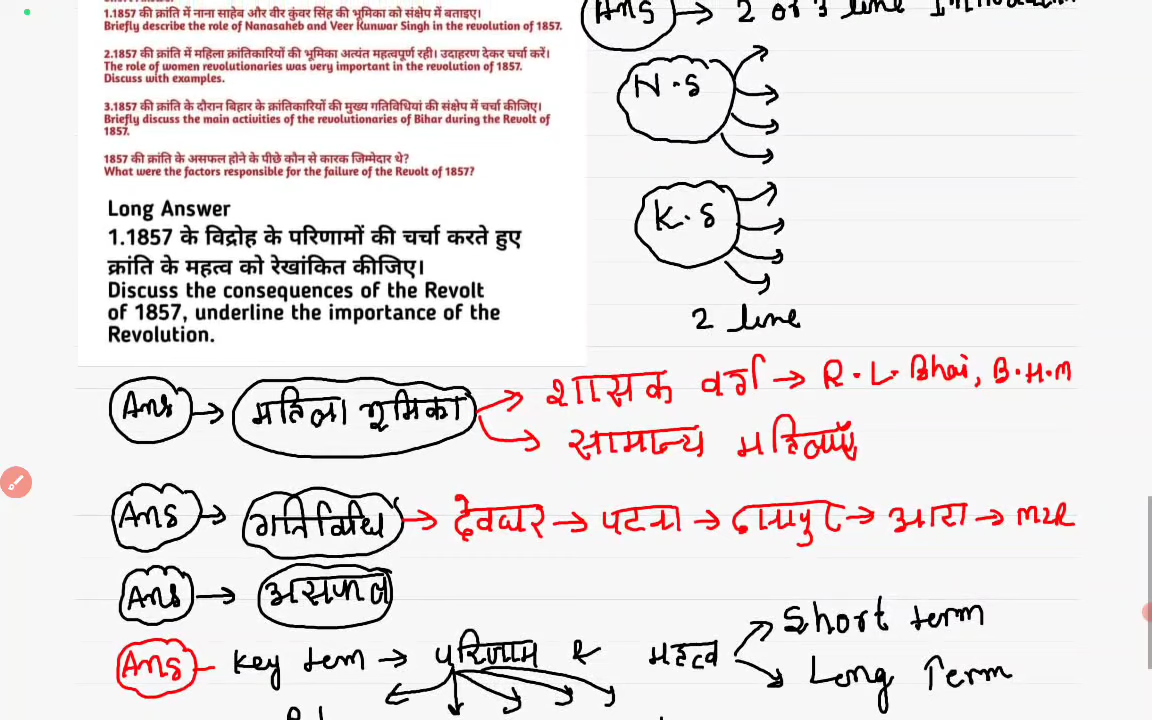 1.1857 की क्रांति में नाना साहेब और वीर कुंवर सिंह की भूमिका को संक्षेप में बताइए।
Briefly describe the role of Nanasaheb and Veer Kunwar Singh in the revolution of 1857.
2.1857 की क्रांति में महिला क्रांतिकारियों की भूमिका अत्यंत महत्वपूर्ण रही। उदाहरण देकर चर्चा करें।
The role of women revolutionaries was very important in the revolution of 1857.
Discuss with examples.
3.1857 की क्रांति के दौरान बिहार के क्रांतिकारियों की मुख्य गतिविधियां की संक्षेप में चर्चा कीजिए।
Briefly discuss the main activities of the revolutionaries of Bihar during the Revolt of
1857.
1857 की क्रांति के असफल होने के पीछे कौन से कारक जिम्मेदार थे?
What were the factors responsible for the failure of the Revolt of 1857?
Long Answer
1.1857 के विद्रोह के परिणामों की चर्चा करते हुए
क्रांति के महत्व को रेखांकित कीजिए।
Discuss the consequences of the Revolt
of 1857, underline the importance of the
Revolution.
Ans → 2 or 3 line
N.S
K.S
2 line
Ans → महिला भूमिका → शासक वर्ग → R.L.Bhai, B.H.M
→ सामान्य महिलाएँ
Ans → गतिविधि → देवघर → पटना → दानापुर → आरा → MZR
Ans → असफल
Ans - Key term → परिणाम & महत्व → Short term
→ Long Term